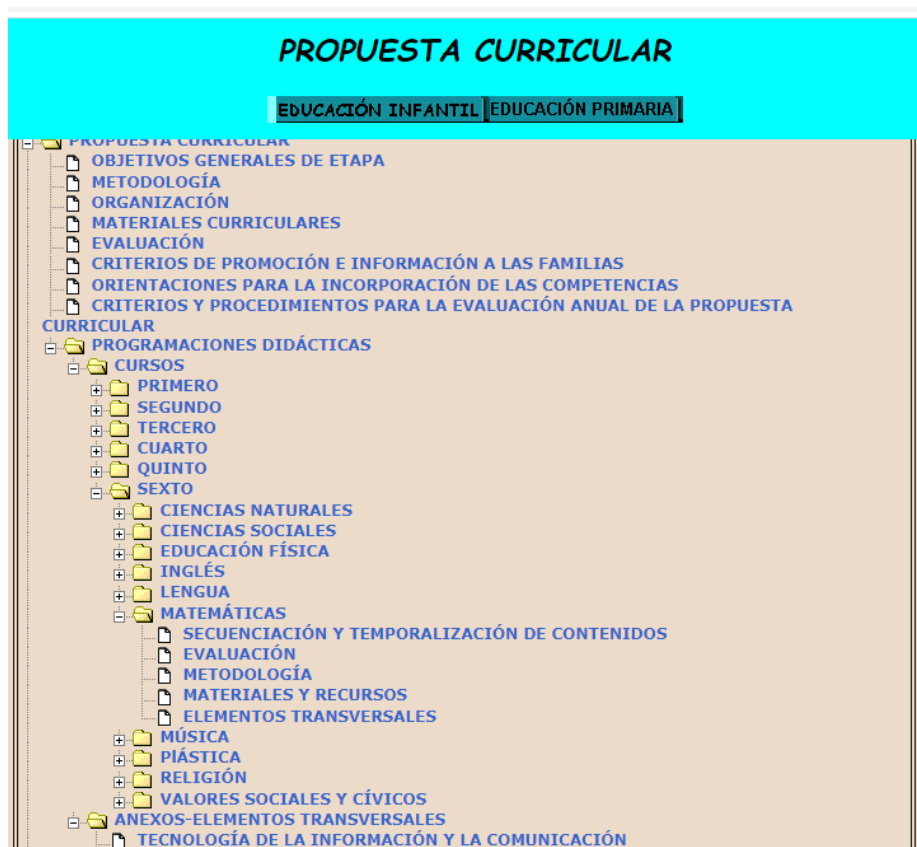 PROPUESTA CURRICULAR
EDUCACIÓN INFANTIL EDUCACIÓN PRIMARIA
PROPUESTA CURRICULAR
OBJETIVOS GENERALES DE ETAPA
METODOLOGÍA
ORGANIZACIÓN
MATERIALES CURRICULARES
EVALUACIÓN
CRITERIOS DE PROMOCIÓN E INFORMACIÓN A LAS FAMILIAS
ORIENTACIONES PARA LA INCORPORACIÓN DE LAS COMPETENCIAS
CRITERIOS Y PROCEDIMIENTOS PARA LA EVALUACIÓN ANUAL DE LA PROPUESTA
CURRICULAR
PROGRAMACIONES DIDÁCTICAS
CURSOS
PRIMERO
SEGUNDO
TERCERO
CUARTO
QUINTO
SEXTO
CIENCIAS NATURALES
CIENCIAS SOCIALES
EDUCACIÓN FÍSICA
INGLÉS
LENGUA
MATEMÁTICAS
SECUENCIACIÓN Y TEMPORALIZACIÓN DE CONTENIDOS
EVALUACIÓN
METODOLOGÍA
MATERIALES Y RECURSOS
ELEMENTOS TRANSVERSALES
MÚSICA
PlÁSTICA
RELIGIÓN
VALORES SOCIALES Y CÍVICOS
ANEXOS-ELEMENTOS TRANSVERSALES
TECNOLOGÍA DE LA INFORMACIÓN Y LA COMUNICACIÓN